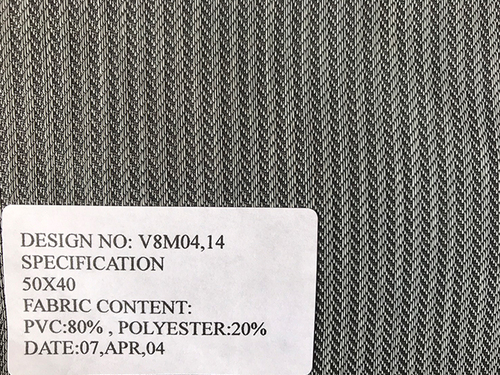 DESIGN NO: V8M04,14
SPECIFICATION
50X40
FABRIC CONTENT:
PVC:80% , POLYESTER:20%
DATE:07,APR,04